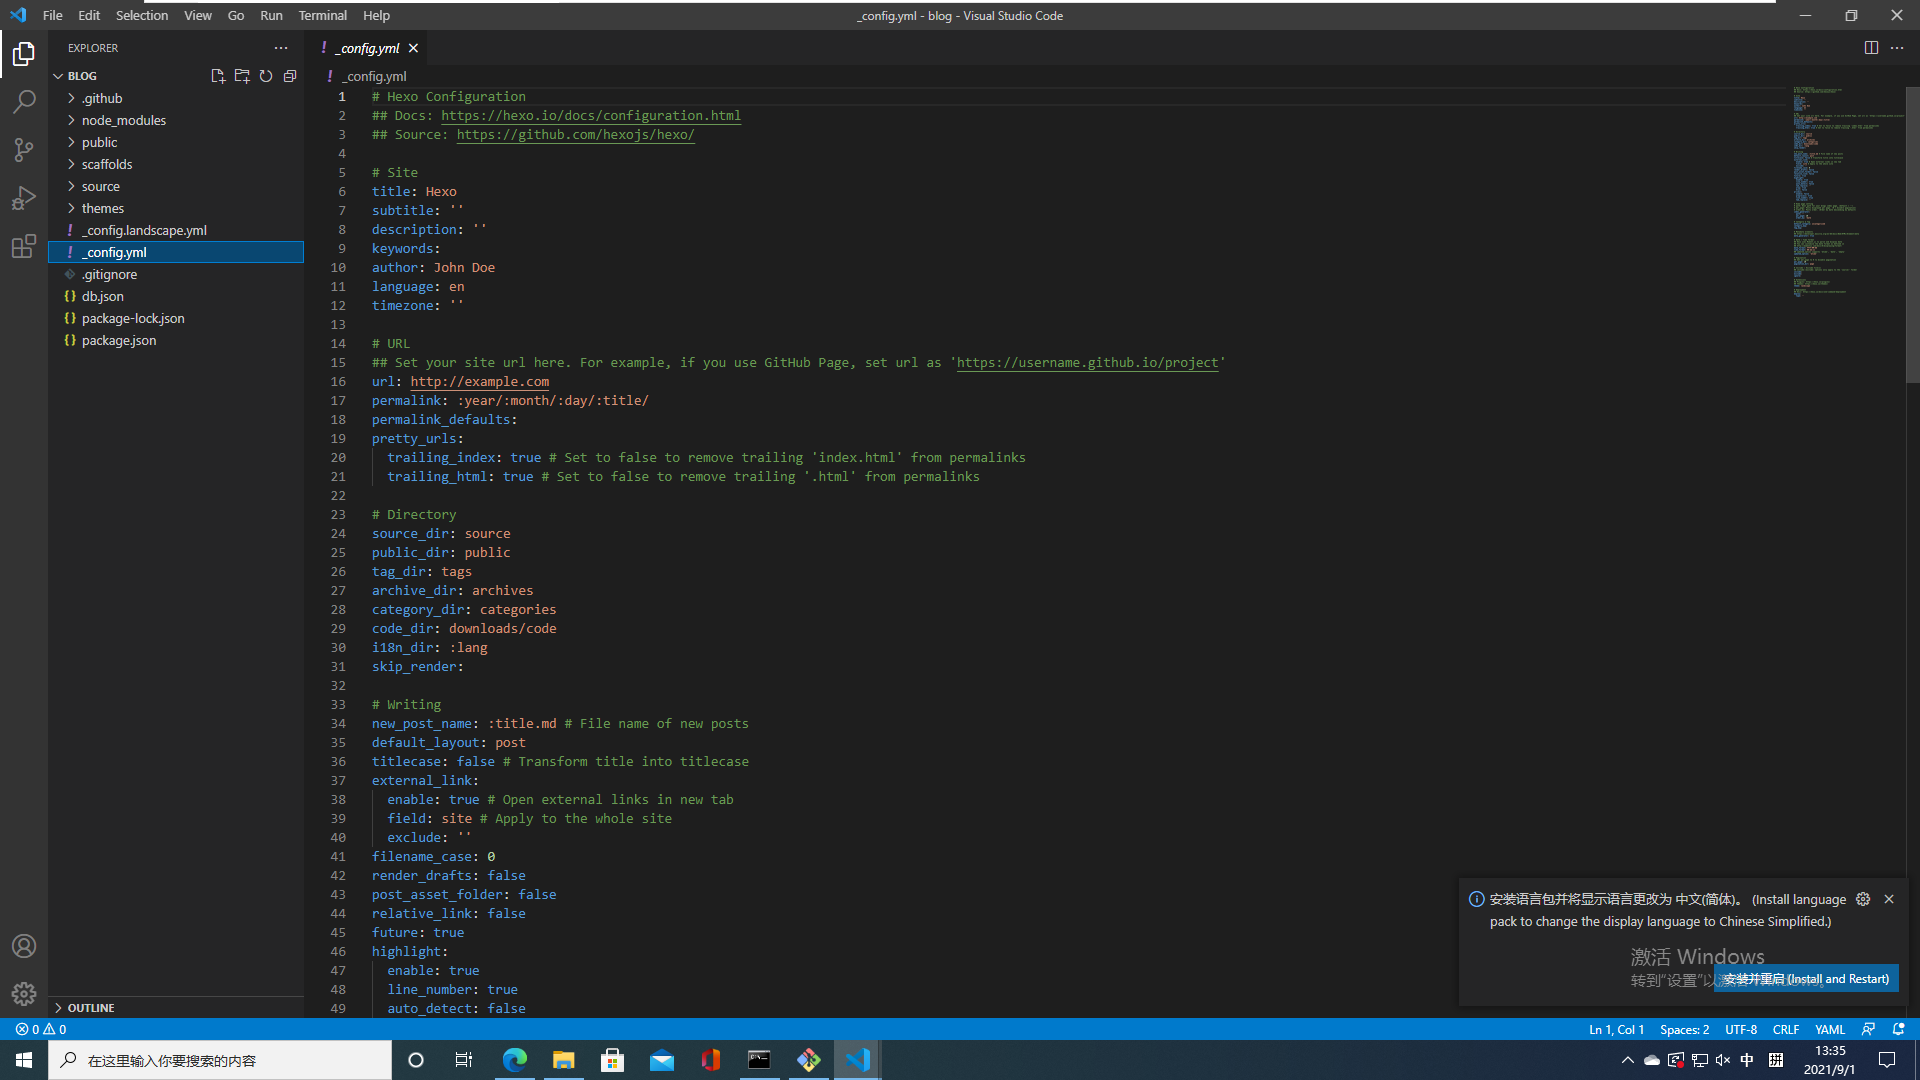 File Edit Selection View Go Run Terminal Help
_config.yml - blog - Visual Studio Code
EXPLORER
BLOG
.github
node_modules
public
scaffolds
source
themes
_config.landscape.yml
_config.yml
.gitignore
db.json
package-lock.json
package.json
OUTLINE
_config.yml
_config.yml
1 # Hexo Configuration
2 ## Docs: https://hexo.io/docs/configuration.html
3 ## Source: https://github.com/hexojs/hexo/
4
5 # Site
6 title: Hexo
7 subtitle: ''
8 description: ''
9 keywords:
10 author: John Doe
11 language: en
12 timezone: ''
13
14 # URL
15 ## Set your site url here. For example, if you use GitHub Page, set url as 'https://username.github.io/project'
16 url: http://example.com
17 permalink: :year/:month/:day/:title/
18 permalink_defaults:
19 pretty_urls:
20 trailing_index: true # Set to false to remove trailing 'index.html' from permalinks
21 trailing_html: true # Set to false to remove trailing '.html' from permalinks
22
23 # Directory
24 source_dir: source
25 public_dir: public
26 tag_dir: tags
27 archive_dir: archives
28 category_dir: categories
29 code_dir: downloads/code
30 i18n_dir: :lang
31 skip_render:
32
33 # Writing
34 new_post_name: :title.md # File name of new posts
35 default_layout: post
36 titlecase: false # Transform title into titlecase
37 external_link:
38 enable: true # Open external links in new tab
39 field: site # Apply to the whole site
40 exclude: ''
41 filename_case: 0
42 render_drafts: false
43 post_asset_folder: false
44 relative_link: false
45 future: true
46 highlight:
47 enable: true
48 line_number: true
49 auto_detect: false
安装语言包并将显示语言更改为 中文(简体)。 (Install language
pack to change the display language to Chinese Simplified.)
激活 Windows
转到"设置"以激活 Windows。
安装并重启 (Install and Restart)
0 0
Ln 1, Col 1 Spaces: 2 UTF-8 CRLF YAML
在这里输入你要搜索的内容
中 拼
13:35
2021/9/1